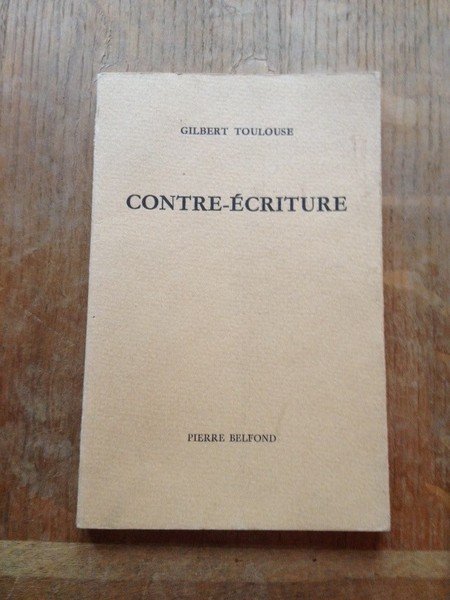 GILBERT TOULOUSE
CONTRE-ÉCRITURE
PIERRE BELFOND